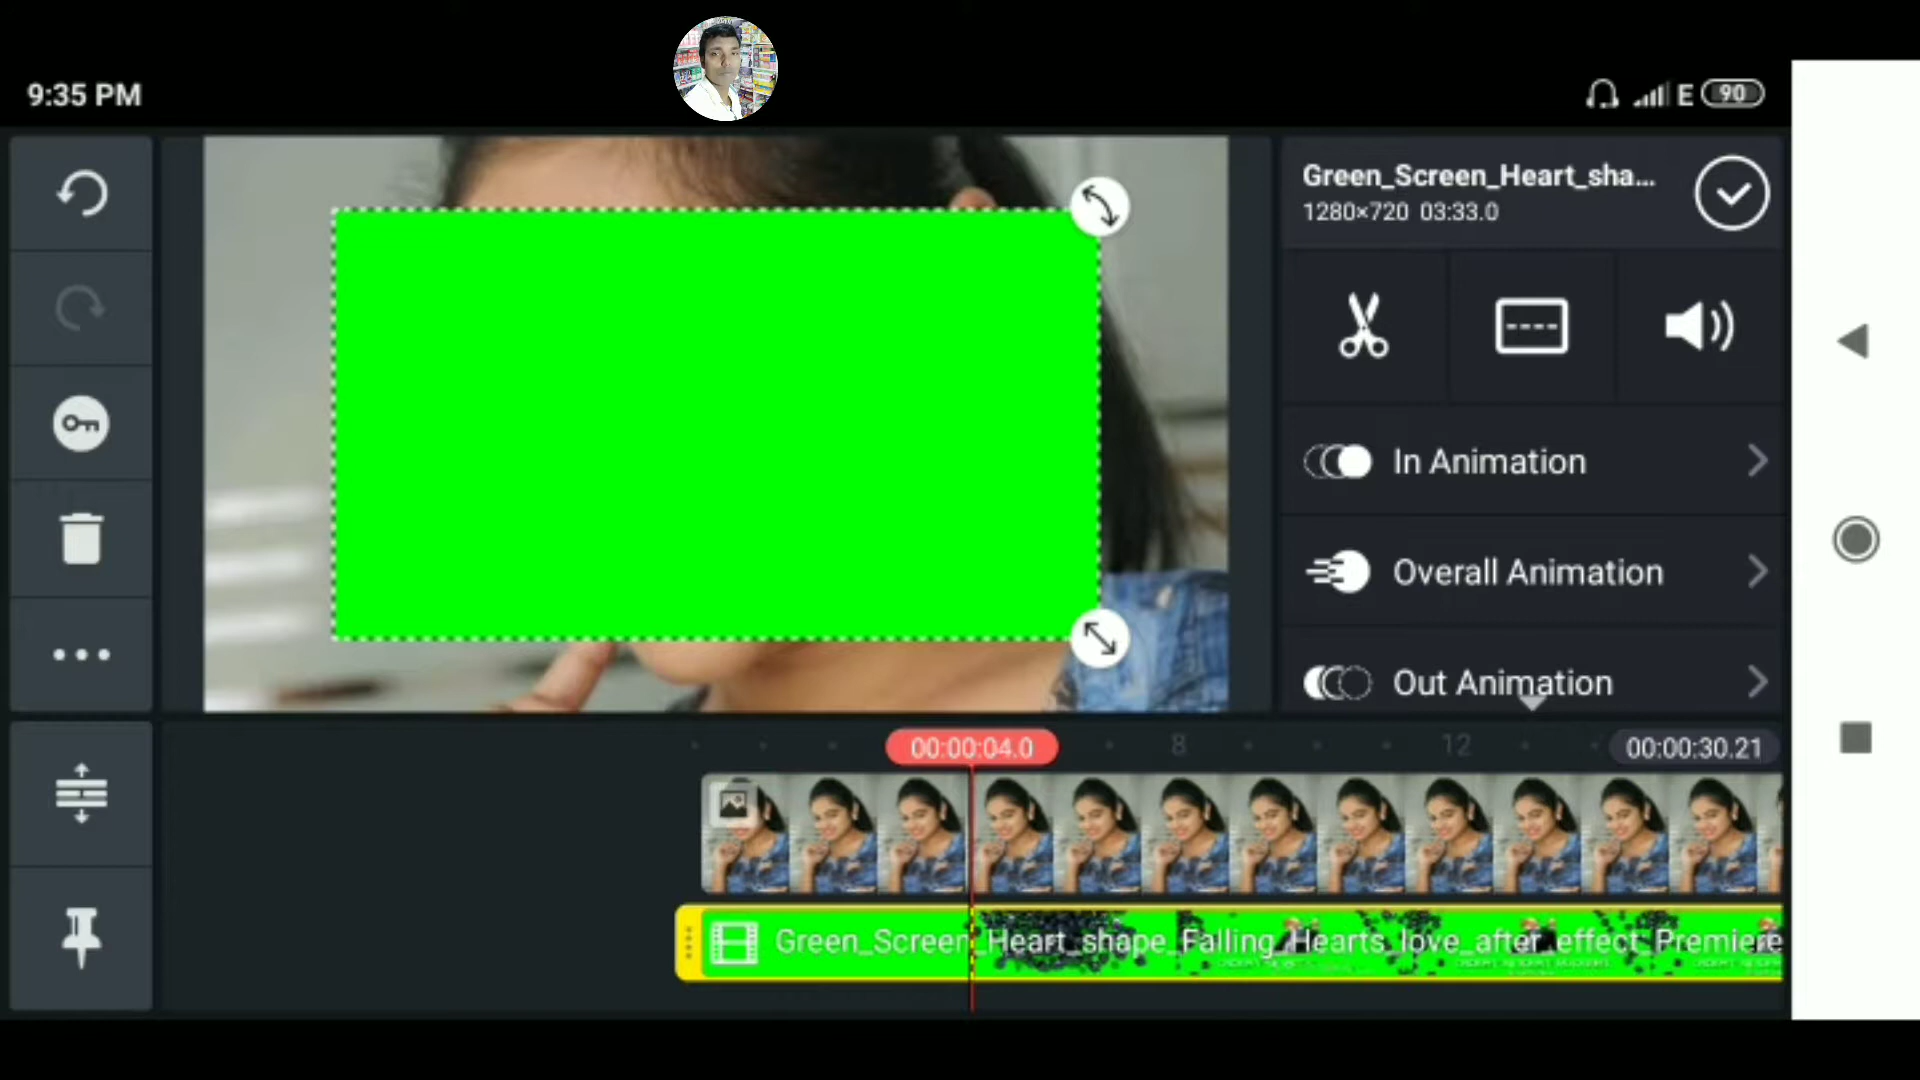 9:35 PM
E 90
Green_Screen_Heart_sha...
1280×720 03:33.0
In Animation
Overall Animation
Out Animation
00:00:04.0
8
12
00:00:30.21
Green_Screen_Heart_shape_Falling_Hearts_love_after_effect_Premiere